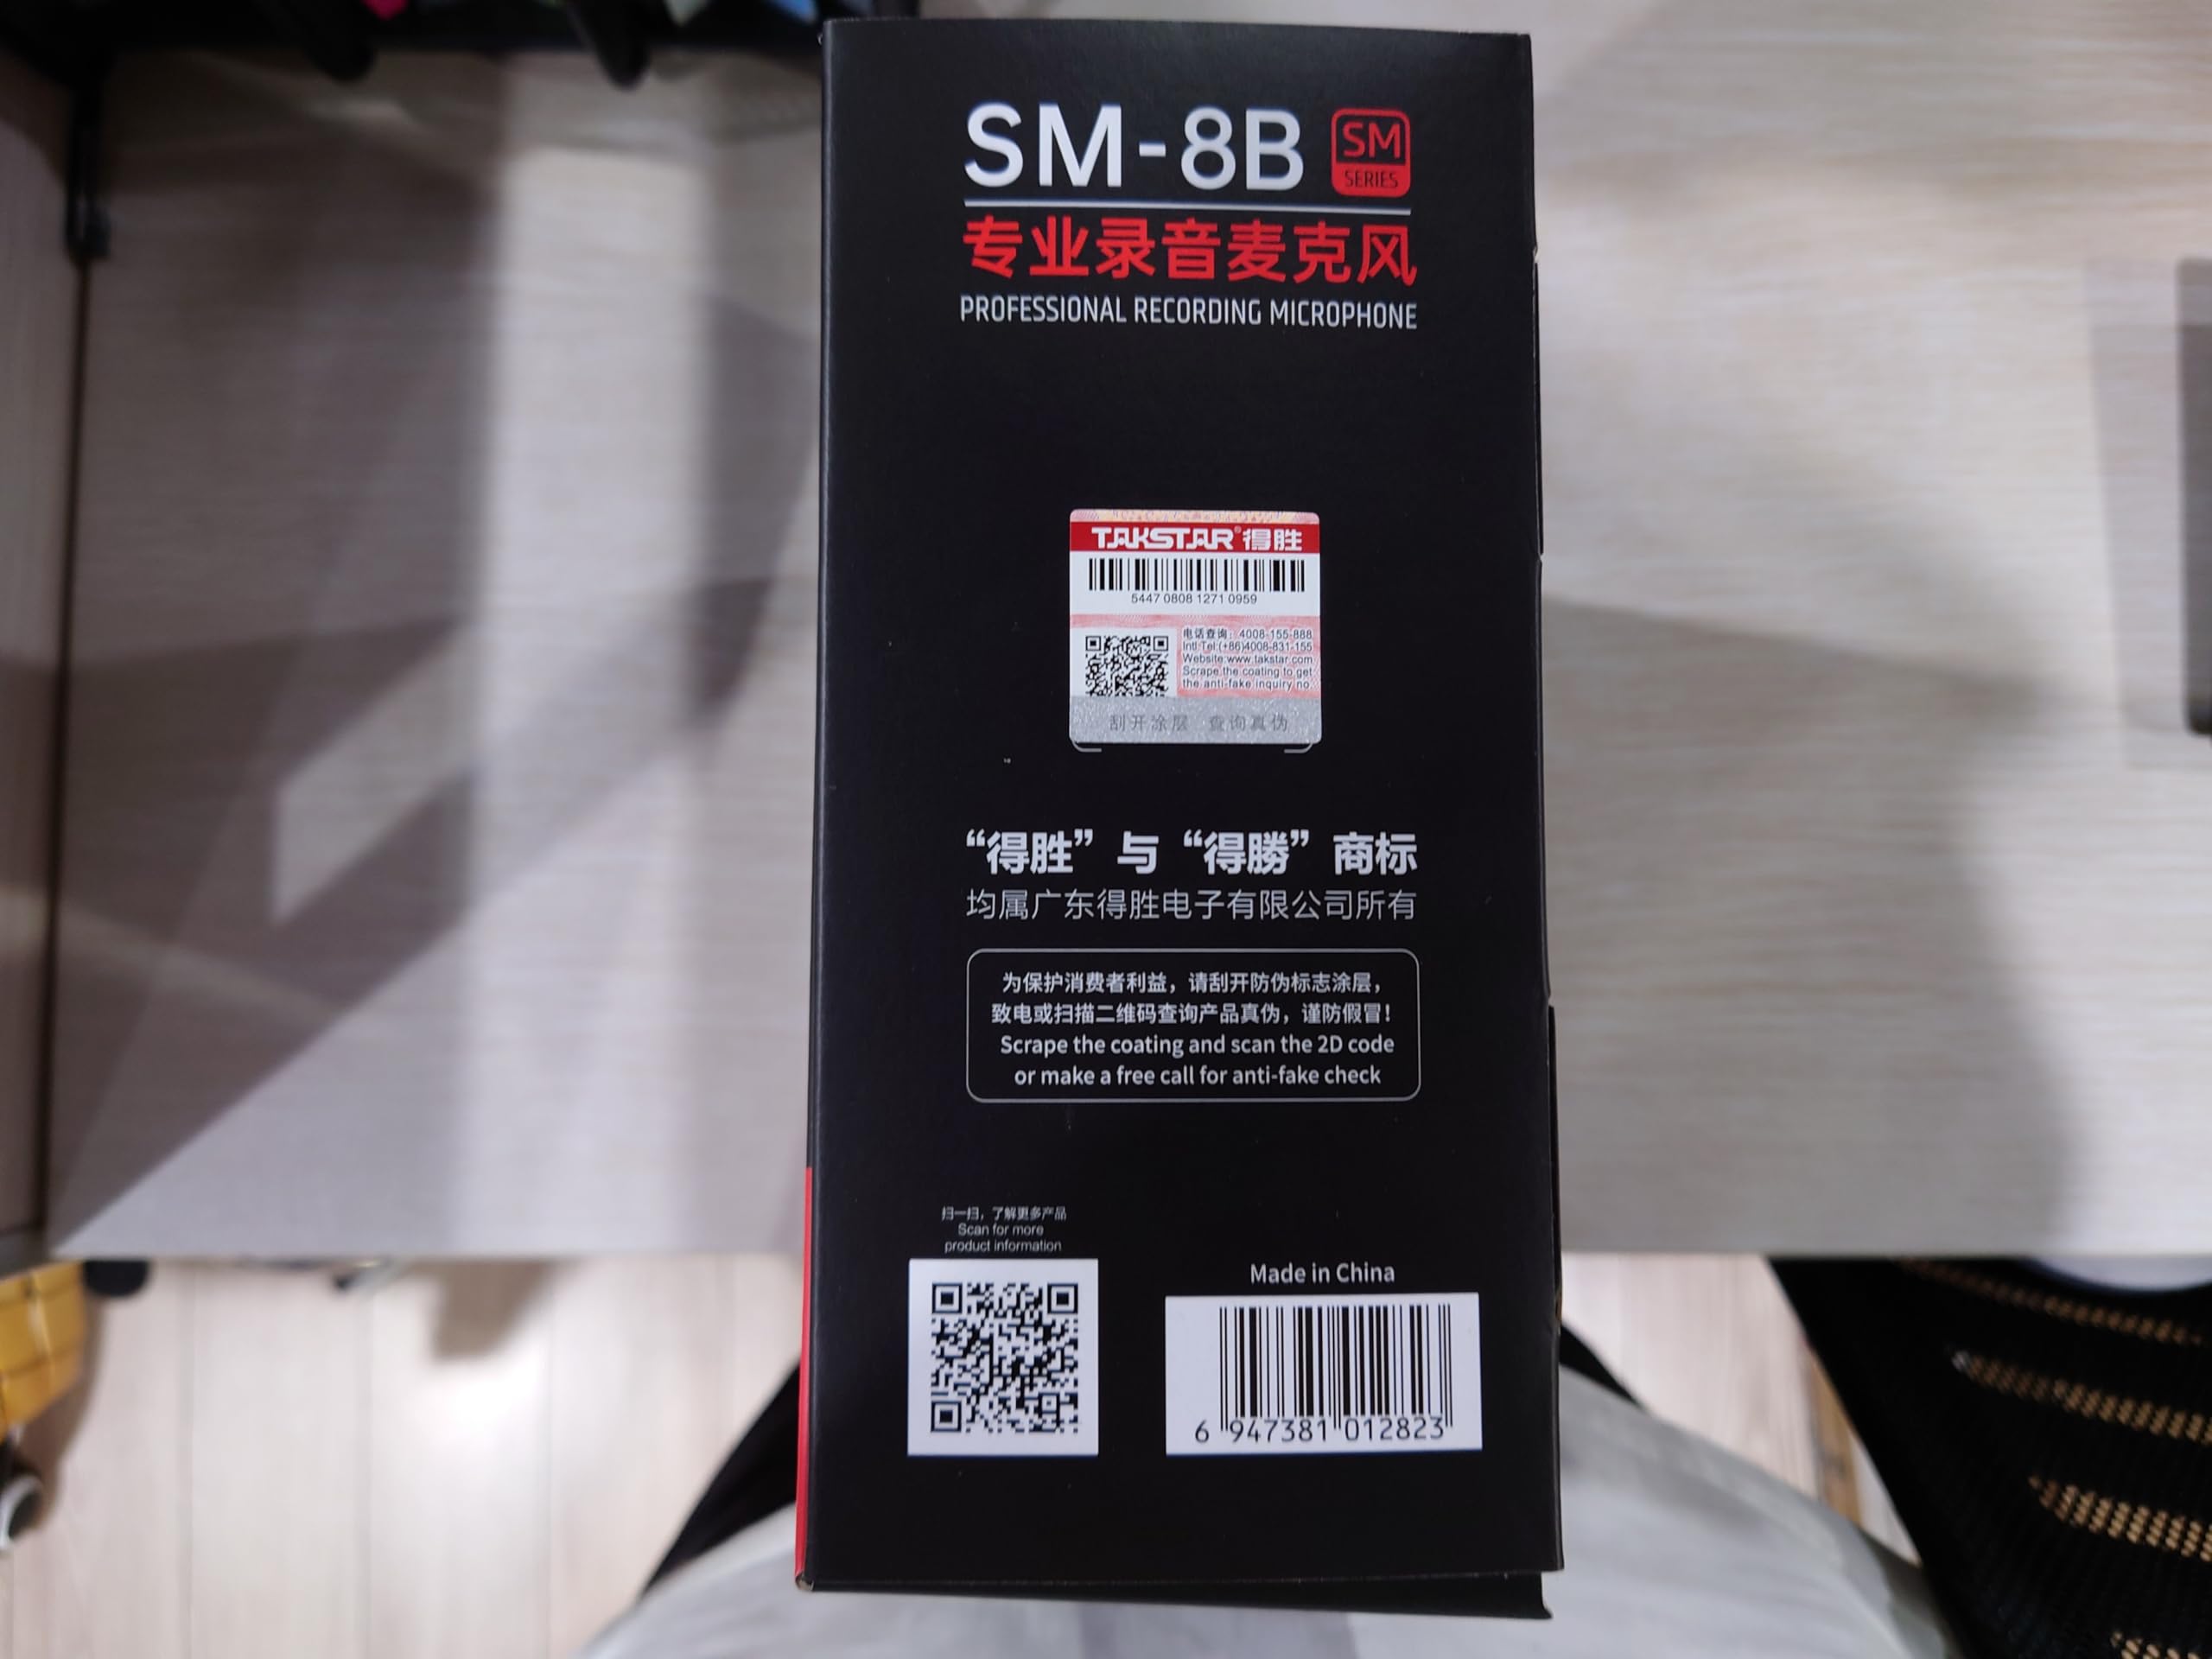 SM-8B
SM
SERIES
专业录音麦克风
PROFESSIONAL RECORDING MICROPHONE
TAKSTAR®得胜
5447 0808 1271 0959
电话查询：4008-155-888
Intl.Tel:(+86)4008-831-155
Website:www.takstar.com
Scrape the coating to get
the anti-fake inquiry no.
刮开涂层 查询真伪
“得胜”与“得勝”商标
均属广东得胜电子有限公司所有
为保护消费者利益，请刮开防伪标志涂层，
致电或扫描二维码查询产品真伪，谨防假冒！
Scrape the coating and scan the 2D code
or make a free call for anti-fake check
扫一扫，了解更多产品
Scan for more
product information
Made in China
6 947381 012823